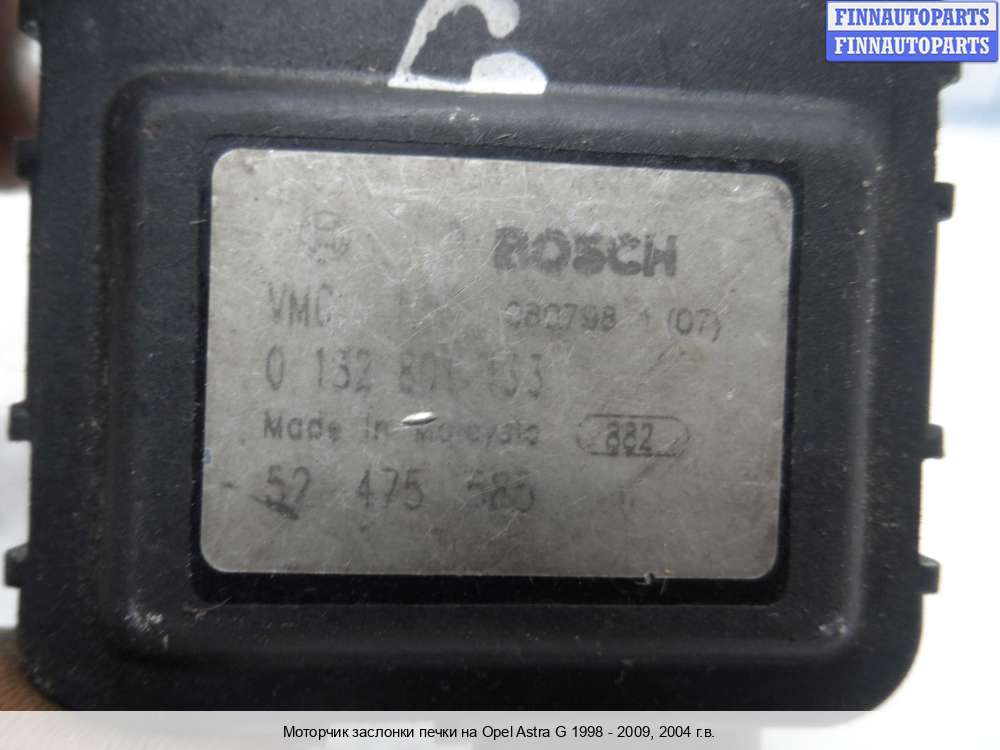 FINNAUTOPARTS
FINNAUTOPARTS
BOSCH
VMC
(07)
0 132
Made in Malaysia
882
52 475
Моторчик заслонки печки на Opel Astra G 1998 - 2009, 2004 г.в.